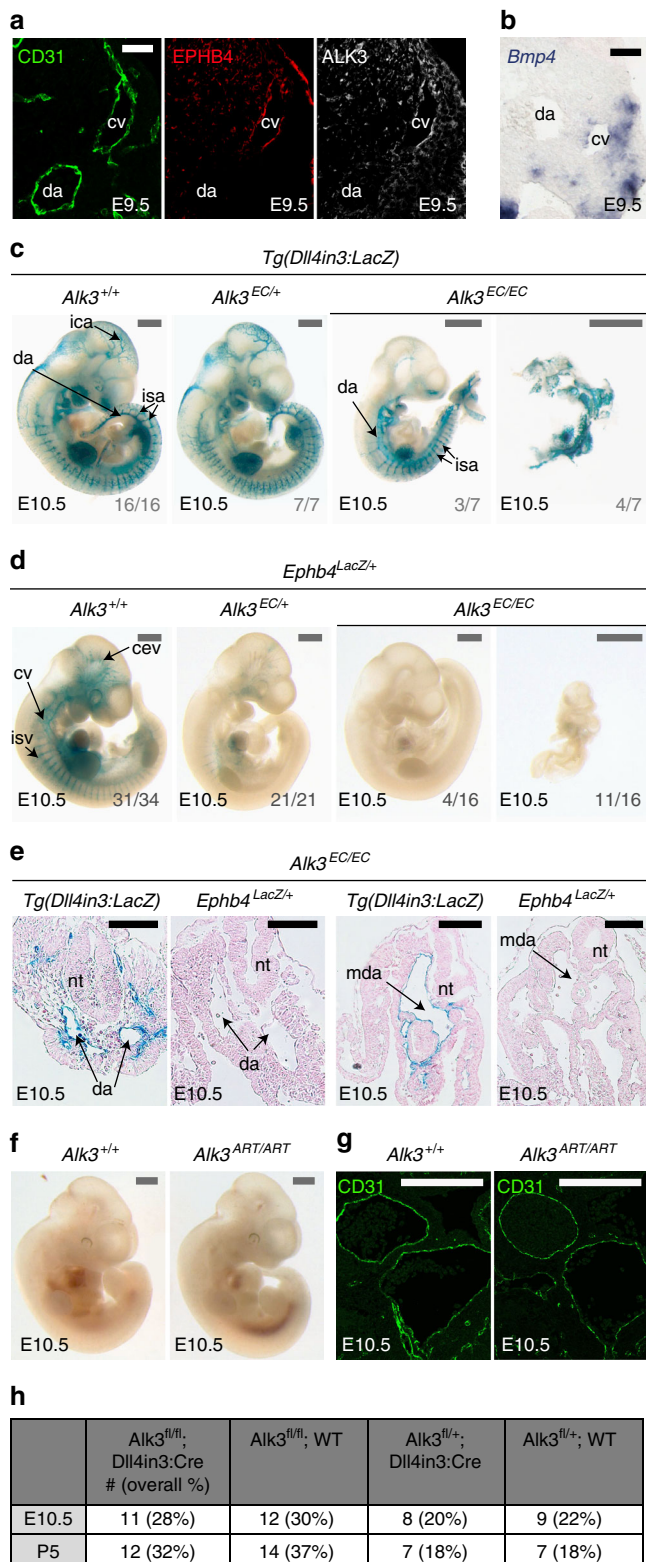 a
b
CD31
EPHB4
ALK3
Bmp4
cv
cv
cv
da
cv
da
da
da
E9.5
E9.5
E9.5
E9.5
c
Tg(Dll4in3:LacZ)
Alk3+/+
Alk3EC/+
Alk3EC/EC
ica
da
isa
da
isa
E10.5
16/16
E10.5
7/7
E10.5
3/7
E10.5
4/7
d
Ephb4LacZ/+
Alk3+/+
Alk3EC/+
Alk3EC/EC
cev
cv
isv
E10.5
31/34
E10.5
21/21
E10.5
4/16
E10.5
11/16
e
Alk3EC/EC
Tg(Dll4in3:LacZ)
Ephb4LacZ/+
Tg(Dll4in3:LacZ)
Ephb4LacZ/+
nt
nt
mda
nt
mda
nt
da
da
E10.5
E10.5
E10.5
E10.5
f
g
Alk3+/+
Alk3ART/ART
Alk3+/+
Alk3ART/ART
CD31
CD31
E10.5
E10.5
E10.5
E10.5
h
Alk3fl/fl;
Dll4in3:Cre
# (overall %)
Alk3fl/fl; WT
Alk3fl/+;
Dll4in3:Cre
Alk3fl/+; WT
E10.5
11 (28%)
12 (30%)
8 (20%)
9 (22%)
P5
12 (32%)
14 (37%)
7 (18%)
7 (18%)